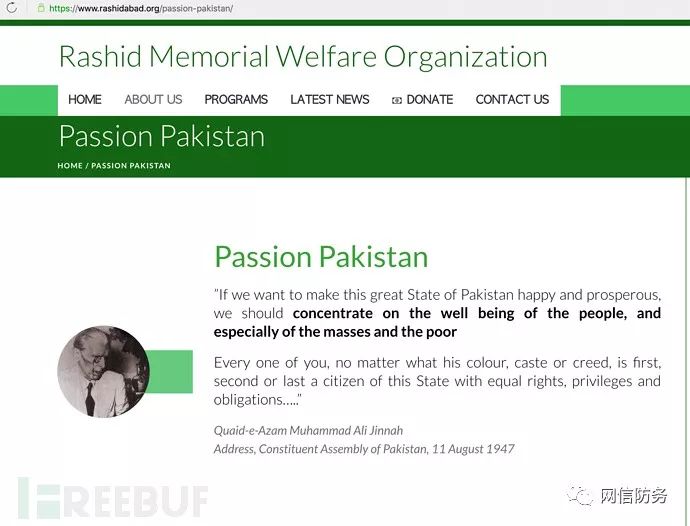 https://www.rashidabad.org/passion-pakistan/
Rashid Memorial Welfare Organization
HOME ABOUT US PROGRAMS LATEST NEWS DONATE CONTACT US
Passion Pakistan
HOME / PASSION PAKISTAN
Passion Pakistan
"If we want to make this great State of Pakistan happy and prosperous,
we should concentrate on the well being of the people, and
especially of the masses and the poor
Every one of you, no matter what his colour, caste or creed, is first,
second or last a citizen of this State with equal rights, privileges and
obligations....."
Quaid-e-Azam Muhammad Ali Jinnah
Address, Constituent Assembly of Pakistan, 11 August 1947
FREEBUF
网信防务